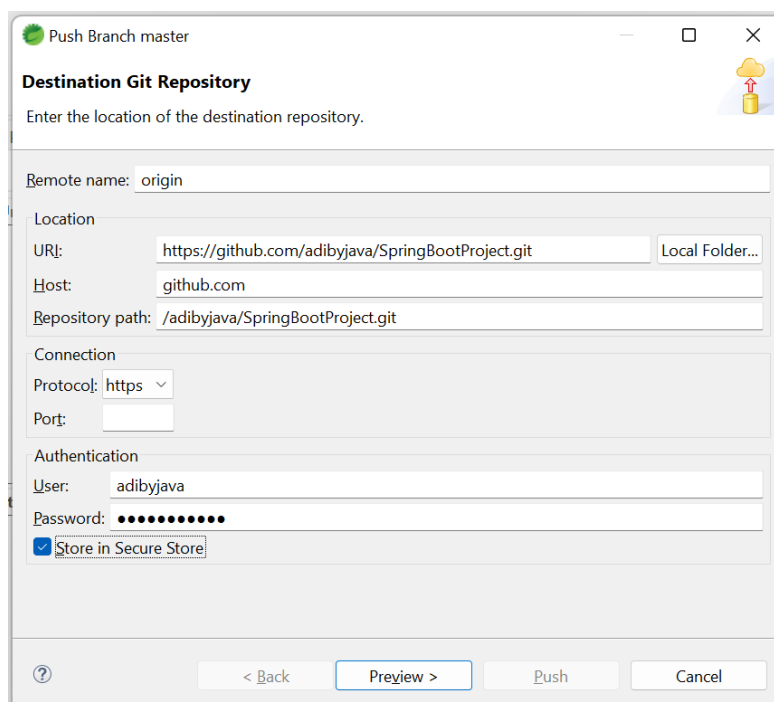 Push Branch master
Destination Git Repository
Enter the location of the destination repository.
Remote name: origin
Location
URI: https://github.com/adibyjava/SpringBootProject.git Local Folder...
Host: github.com
Repository path: /adibyjava/SpringBootProject.git
Connection
Protocol: https
Port:
Authentication
User: adibyjava
Password: ●●●●●●●●●●●
Store in Secure Store
< Back Preview > Push Cancel